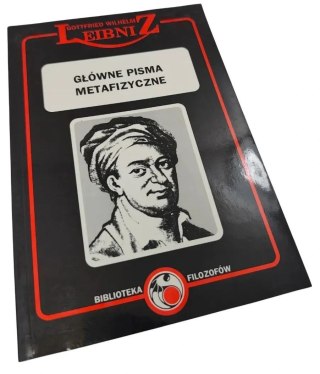 GOTTFRIED WILHELM
LEIBNIZ
GŁÓWNE PISMA
METAFIZYCZNE
BIBLIOTEKA FILOZOFÓW